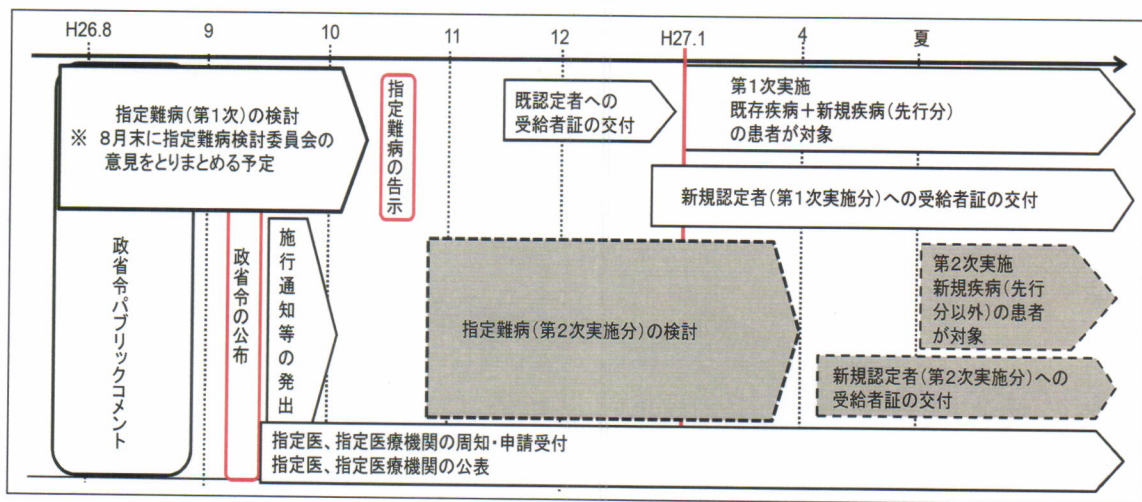 H26.8
9
10
11
12
H27.1
4
夏
指定難病(第1次)の検討
※ 8月末に指定難病検討委員会の
意見をとりまとめる予定
指定難病の告示
既認定者への
受給者証の交付
第1次実施
既存疾病+新規疾病(先行分)
の患者が対象
新規認定者(第1次実施分)への受給者証の交付
政省令パブリックコメント
政省令の公布
施行通知等の発出
指定難病(第2次実施分)の検討
第2次実施
新規疾病(先行
分以外)の患者
が対象
新規認定者(第2次実施分)への
受給者証の交付
指定医、指定医療機関の周知・申請受付
指定医、指定医療機関の公表